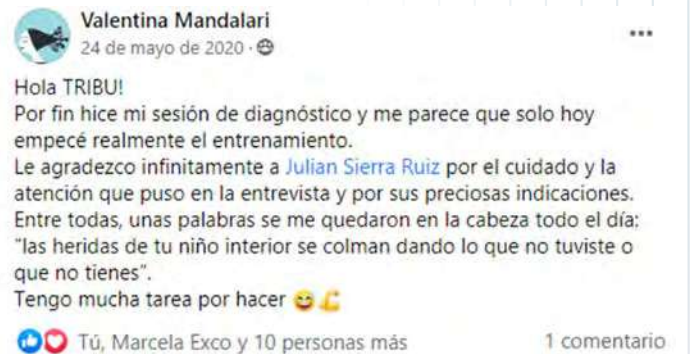 Valentina Mandalari
24 de mayo de 2020 ·
Hola TRIBU!
Por fin hice mi sesión de diagnóstico y me parece que solo hoy
empecé realmente el entrenamiento.
Le agradezco infinitamente a Julian Sierra Ruiz por el cuidado y la
atención que puso en la entrevista y por sus preciosas indicaciones.
Entre todas, unas palabras se me quedaron en la cabeza todo el día:
"las heridas de tu niño interior se colman dando lo que no tuviste o
que no tienes".
Tengo mucha tarea por hacer 😄💪
Tú, Marcela Exco y 10 personas más 1 comentario